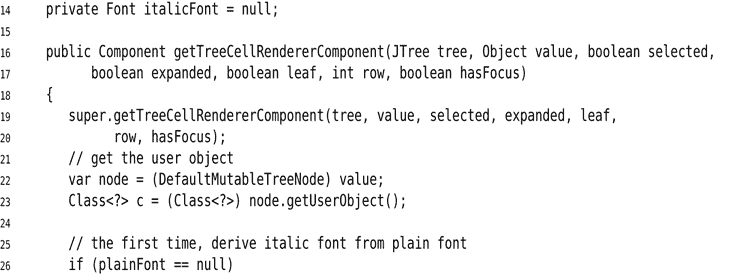 14 private Font italicFont = null;
15
16 public Component getTreeCellRendererComponent(JTree tree, Object value, boolean selected,
17 boolean expanded, boolean leaf, int row, boolean hasFocus)
18 {
19 super.getTreeCellRendererComponent(tree, value, selected, expanded, leaf,
20 row, hasFocus);
21 // get the user object
22 var node = (DefaultMutableTreeNode) value;
23 Class<?> c = (Class<?>) node.getUserObject();
24
25 // the first time, derive italic font from plain font
26 if (plainFont == null)